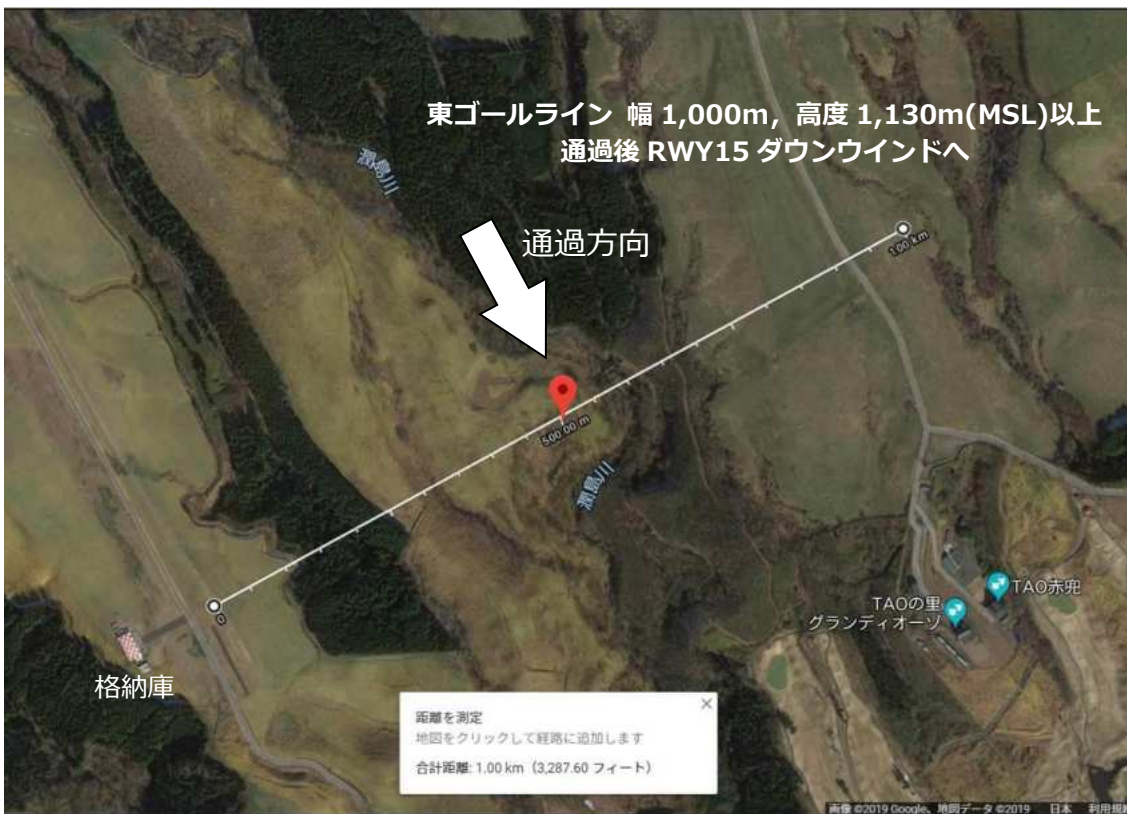 東ゴールライン 幅 1,000m, 高度 1,130m(MSL)以上
通過後 RWY15 ダウンウインドへ
潤島川
通過方向
1.00 km
500.00 m
潤島川
TAO赤兜
TAOの里
グランディオーソ
0
格納庫
距離を測定
地図をクリックして経路に追加します
合計距離: 1.00 km（3,287.60 フィート）
画像 ©2019 Google、地図データ ©2019 日本 利用規約